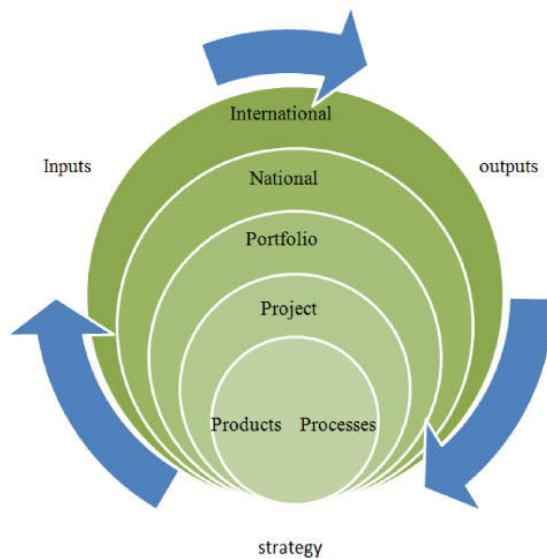 International
Inputs
outputs
National
Portfolio
Project
Products Processes
strategy